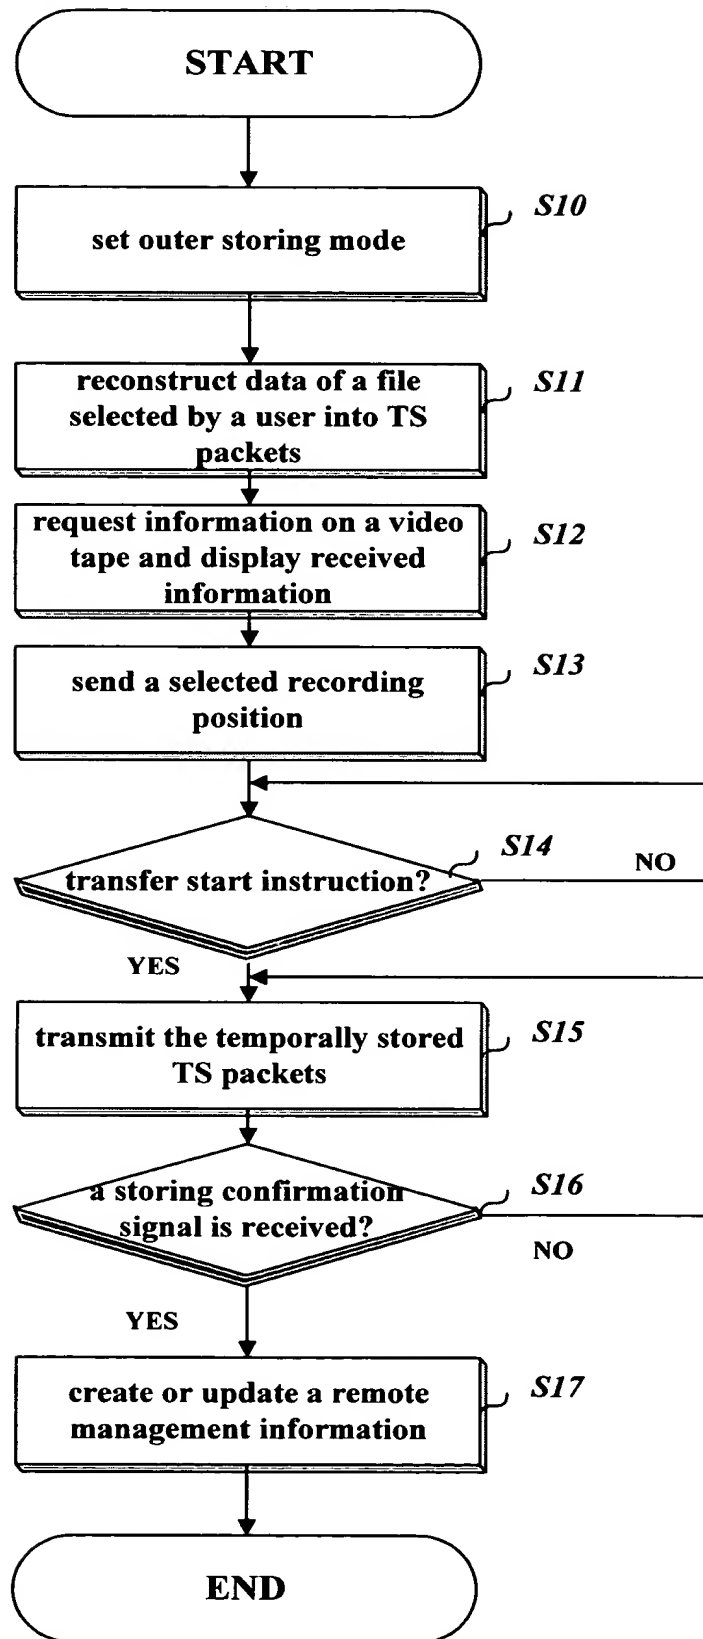 START
S10
set outer storing mode
S11
reconstruct data of a file
selected by a user into TS
packets
S12
request information on a video
tape and display received
information
S13
send a selected recording
position
S14
transfer start instruction?
NO
YES
S15
transmit the temporally stored
TS packets
S16
a storing confirmation
signal is received?
NO
YES
S17
create or update a remote
management information
END